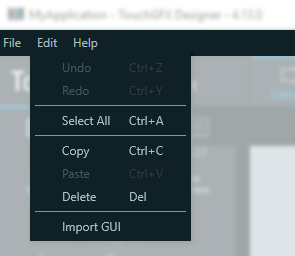 MyApplication - TouchGFX Designer - 4.13.0
File Edit Help
Undo Ctrl+Z
Redo Ctrl+Y
Select All Ctrl+A
Copy Ctrl+C
Paste Ctrl+V
Delete Del
Import GUI